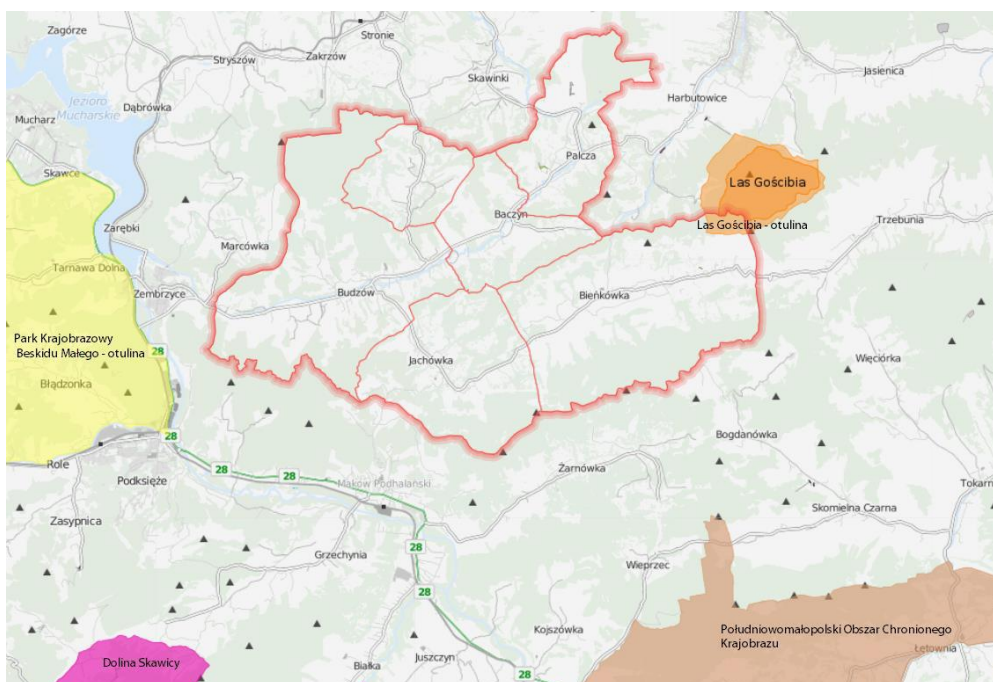 Zagórze
Stronie
Stryszów
Zakrzów
Skawinki
Jasienica
Dąbrówka
Jezioro
Mucharskie
Harbutowice
Mucharz
Palcza
Skawce
Las Gościbia
Baczyn
Trzebunia
Las Gościbia - otulina
Zarębki
Marcówka
Tarnawa Dolna
Zembrzyce
Budzów
Bieńkówka
Park Krajobrazowy
Beskidu Małego - otulina
28
Jachówka
Więciórka
Błądzonka
28
Bogdanówka
Role
28
28
Żarnówka
Podksięże
Maków Podhalański
Tokarn
Zasypnica
Skomielna Czarna
Grzechynia
28
Wieprzec
28
Kojszówka
Południowomałopolski Obszar Chronionego
Krajobrazu
Łętownia
Dolina Skawicy
Juszczyn
Białka
28